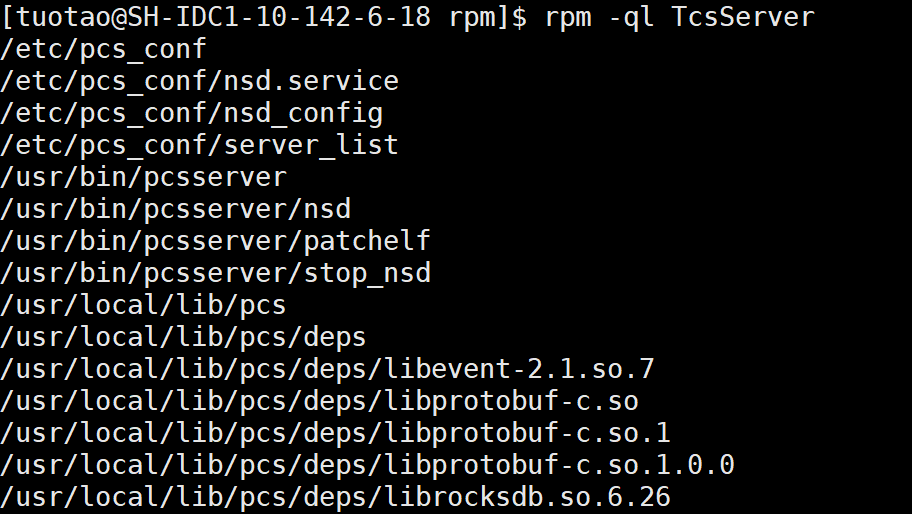 [tuotao@SH-IDC1-10-142-6-18 rpm]$ rpm -ql TcsServer
/etc/pcs_conf
/etc/pcs_conf/nsd.service
/etc/pcs_conf/nsd_config
/etc/pcs_conf/server_list
/usr/bin/pcsserver
/usr/bin/pcsserver/nsd
/usr/bin/pcsserver/patchelf
/usr/bin/pcsserver/stop_nsd
/usr/local/lib/pcs
/usr/local/lib/pcs/deps
/usr/local/lib/pcs/deps/libevent-2.1.so.7
/usr/local/lib/pcs/deps/libprotobuf-c.so
/usr/local/lib/pcs/deps/libprotobuf-c.so.1
/usr/local/lib/pcs/deps/libprotobuf-c.so.1.0.0
/usr/local/lib/pcs/deps/librocksdb.so.6.26